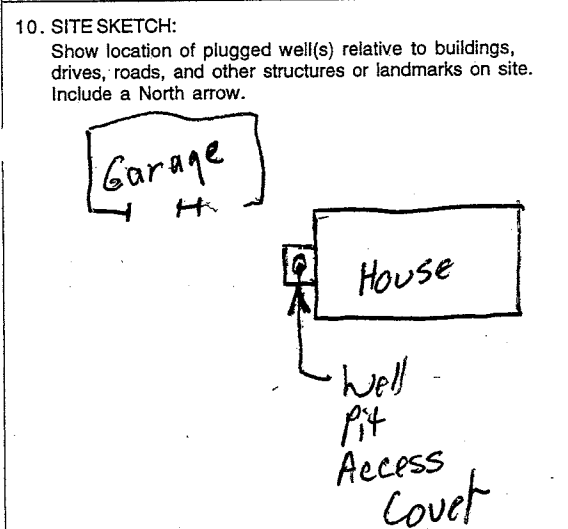 10. SITE SKETCH:
Show location of plugged well(s) relative to buildings,
drives, roads, and other structures or landmarks on site.
Include a North arrow.
Garage
House
Well
Pit
Access
Cover